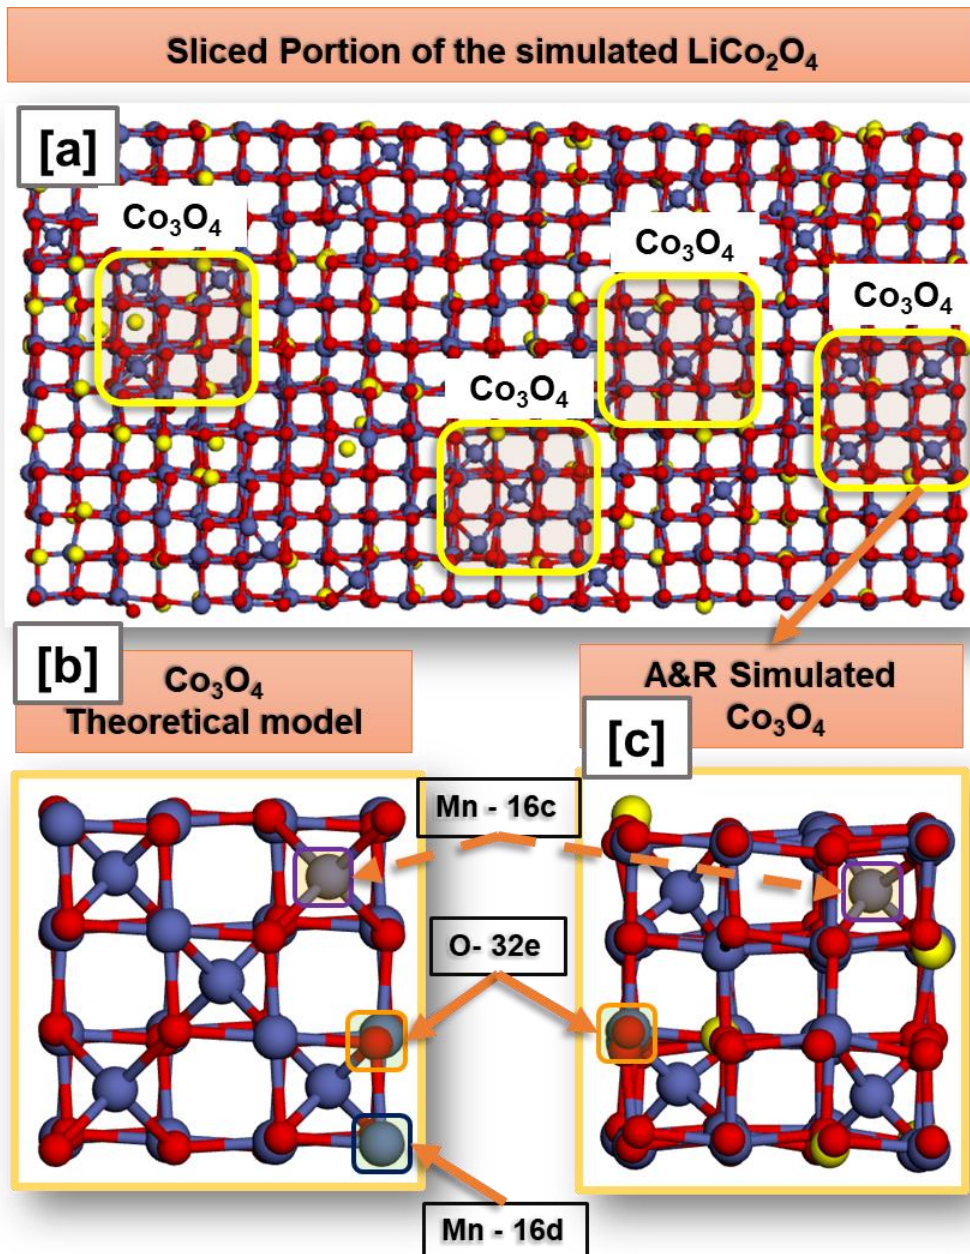 Sliced Portion of the simulated LiCo₂O₄
[a]
Co₃O₄
Co₃O₄
Co₃O₄
Co₃O₄
[b]
Co₃O₄
Theoretical model
A&R Simulated
Co₃O₄
[c]
Mn - 16c
O- 32e
Mn - 16d